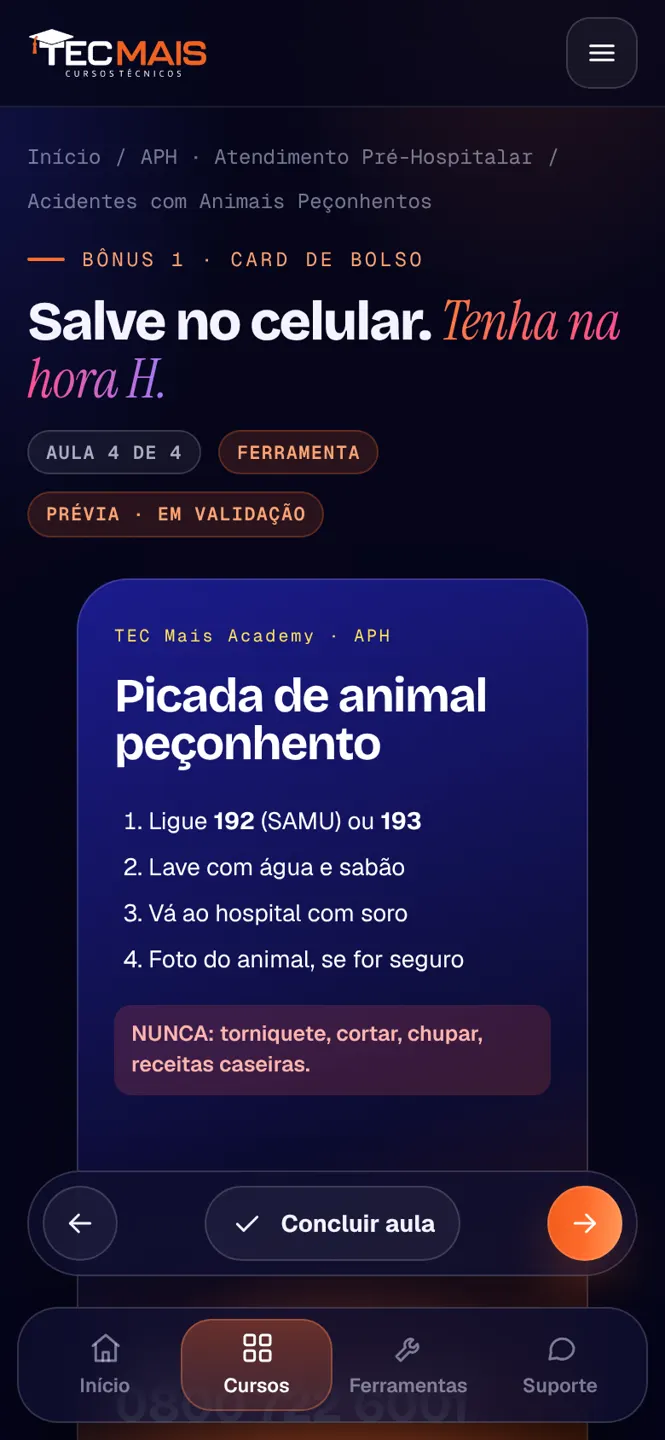 TECMAIS
CURSOS TÉCNICOS
Início / APH · Atendimento Pré-Hospitalar /
Acidentes com Animais Peçonhentos
BÔNUS 1 · CARD DE BOLSO
Salve no celular. Tenha na
hora H.
AULA 4 DE 4
FERRAMENTA
PRÉVIA · EM VALIDAÇÃO
TEC Mais Academy · APH
Picada de animal
peçonhento
1. Ligue 192 (SAMU) ou 193
2. Lave com água e sabão
3. Vá ao hospital com soro
4. Foto do animal, se for seguro
NUNCA: torniquete, cortar, chupar,
receitas caseiras.
Concluir aula
Início
Cursos
Ferramentas
Suporte
0800 722 6001